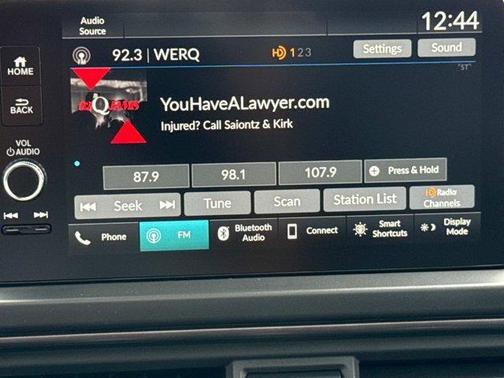 Audio
Source
12:44
92.3 | WERQ
HD 1 2 3
Settings
Sound
"ST"
HOME
BACK
VOL
AUDIO
YouHaveALawyer.com
Injured? Call Saiontz & Kirk
87.9
98.1
107.9
Press & Hold
Seek
Tune
Scan
Station List
HD Radio
Channels
Phone
FM
Bluetooth
Audio
Connect
Smart
Shortcuts
Display
Mode